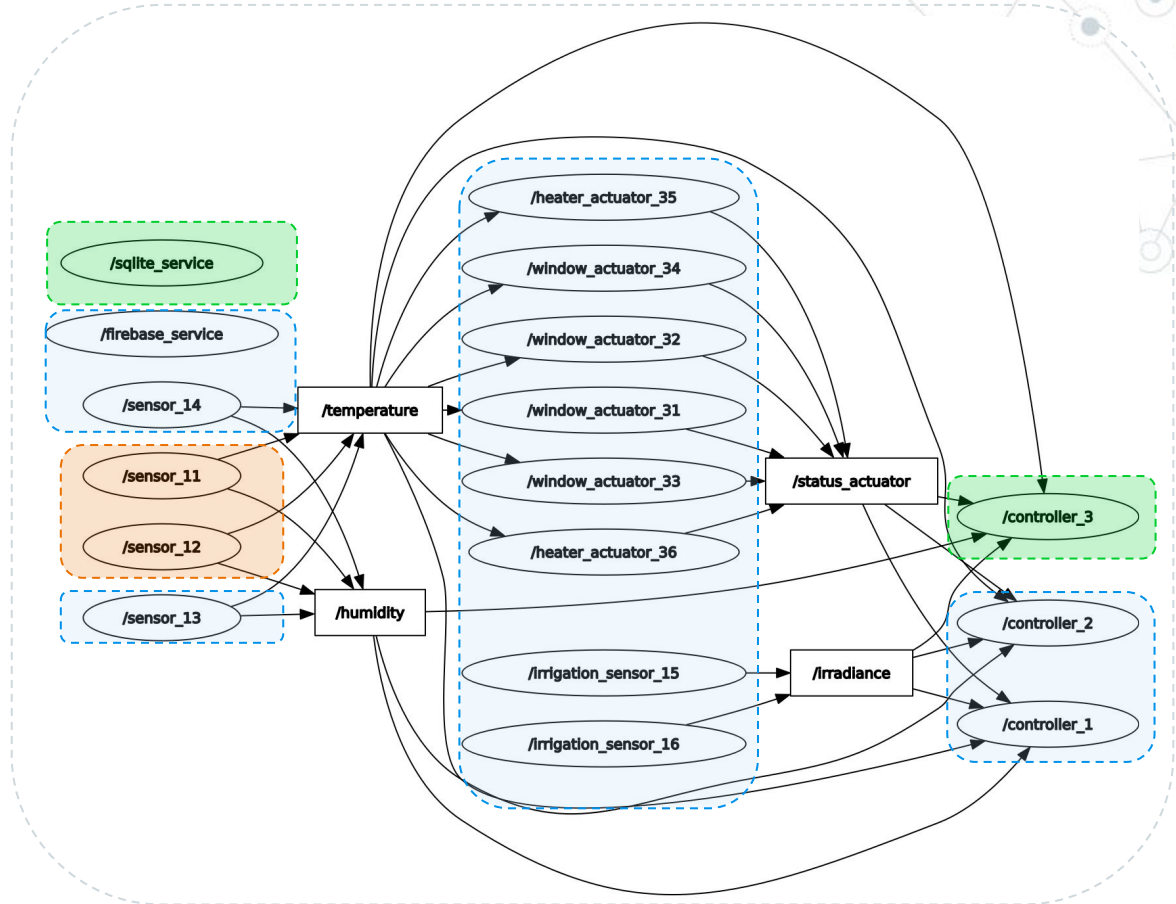 /sqlite_service
/firebase_service
/sensor_14
/sensor_11
/sensor_12
/sensor_13
/temperature
/humidity
/heater_actuator_35
/window_actuator_34
/window_actuator_32
/window_actuator_31
/window_actuator_33
/heater_actuator_36
/irrigation_sensor_15
/irrigation_sensor_16
/status_actuator
/irradiance
/controller_3
/controller_2
/controller_1